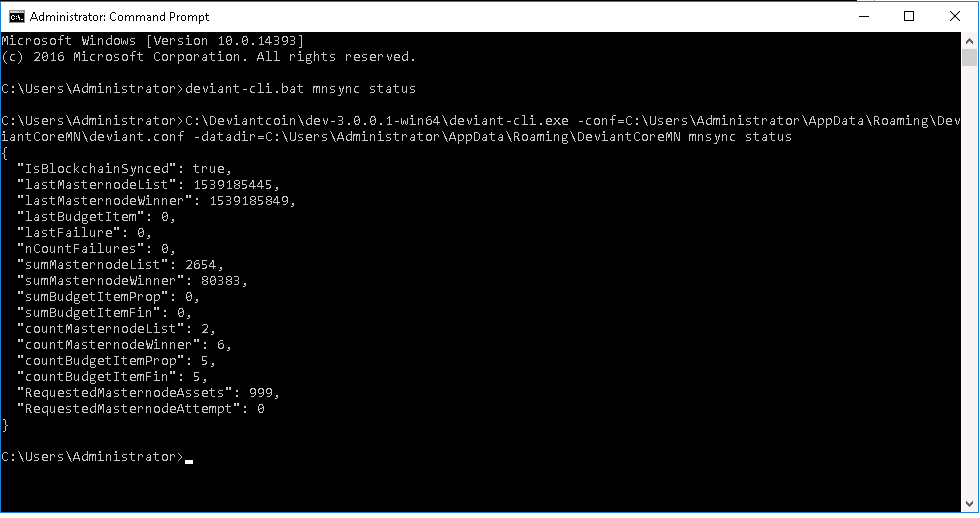 Administrator: Command Prompt
Microsoft Windows [Version 10.0.14393]
(c) 2016 Microsoft Corporation. All rights reserved.
C:\Users\Administrator>deviant-cli.bat mnsync status
C:\Users\Administrator>C:\Deviantcoin\dev-3.0.0.1-win64\deviant-cli.exe -conf=C:\Users\Administrator\AppData\Roaming\Dev
iantCoreMN\deviant.conf -datadir=C:\Users\Administrator\AppData\Roaming\DeviantCoreMN mnsync status
{
  "IsBlockchainSynced": true,
  "lastMasternodeList": 1539185445,
  "lastMasternodeWinner": 1539185849,
  "lastBudgetItem": 0,
  "lastFailure": 0,
  "nCountFailures": 0,
  "sumMasternodeList": 2654,
  "sumMasternodeWinner": 80383,
  "sumBudgetItemProp": 0,
  "sumBudgetItemFin": 0,
  "countMasternodeList": 2,
  "countMasternodeWinner": 6,
  "countBudgetItemProp": 5,
  "countBudgetItemFin": 5,
  "RequestedMasternodeAssets": 999,
  "RequestedMasternodeAttempt": 0
}
C:\Users\Administrator>